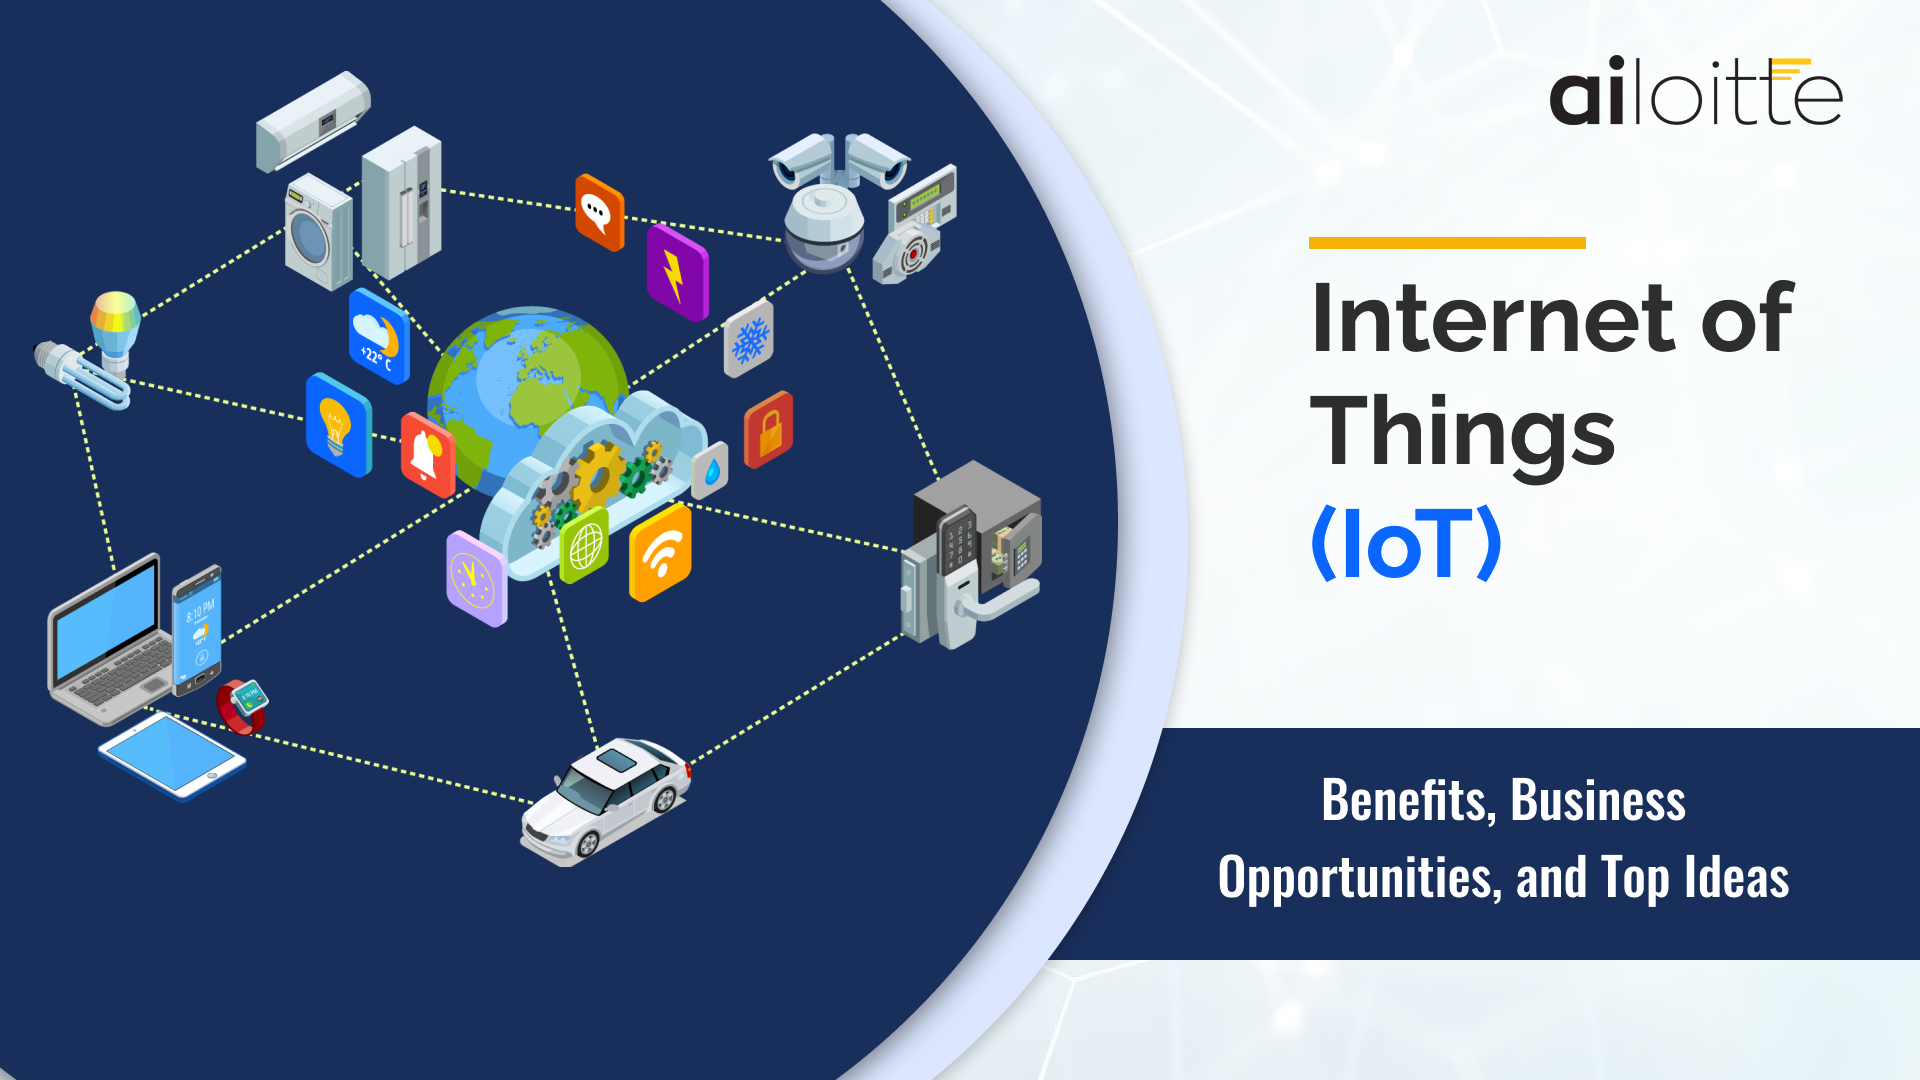 ailoitte
Internet of
Things
(IoT)
Benefits, Business
Opportunities, and Top Ideas
+22° C
8:10 PM